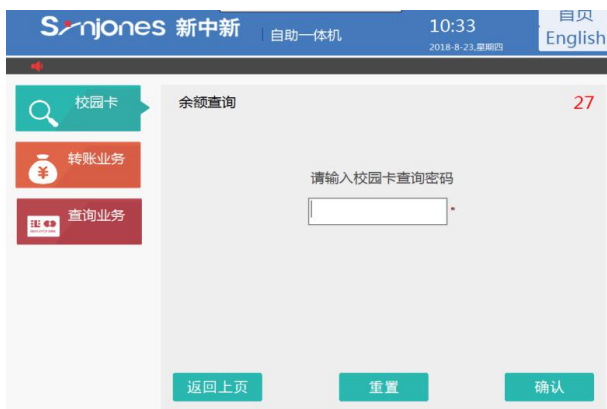 Synjones 新中新
自助一体机
10:33
2018-8-23,星期四
首页
English
校园卡
转账业务
查询业务
余额查询
27
请输入校园卡查询密码
*
返回上页
重置
确认